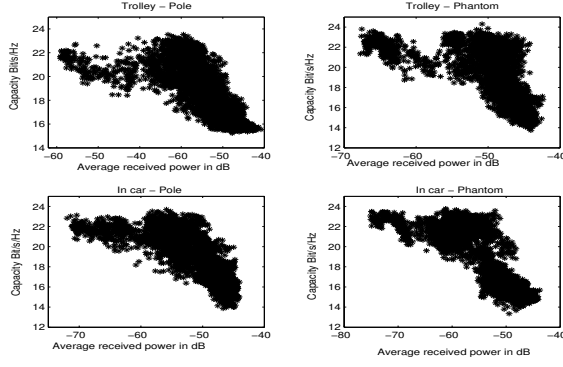 Trolley – Pole
Capacity Bit/s/Hz
24
22
20
18
16
14
−60 −55 −50 −45 −40
Average received power in dB
Trolley – Phantom
Capacity Bit/s/Hz
24
22
20
18
16
14
12
−70 −60 −50 −40
Average received power in dB
In car – Pole
Capacity Bit/s/Hz
24
22
20
18
16
14
12
−70 −60 −50 −40
Average received power in dB
In car – Phantom
Capacity Bit/s/Hz
24
22
20
18
16
14
12
−80 −70 −60 −50 −40
Average received power in dB